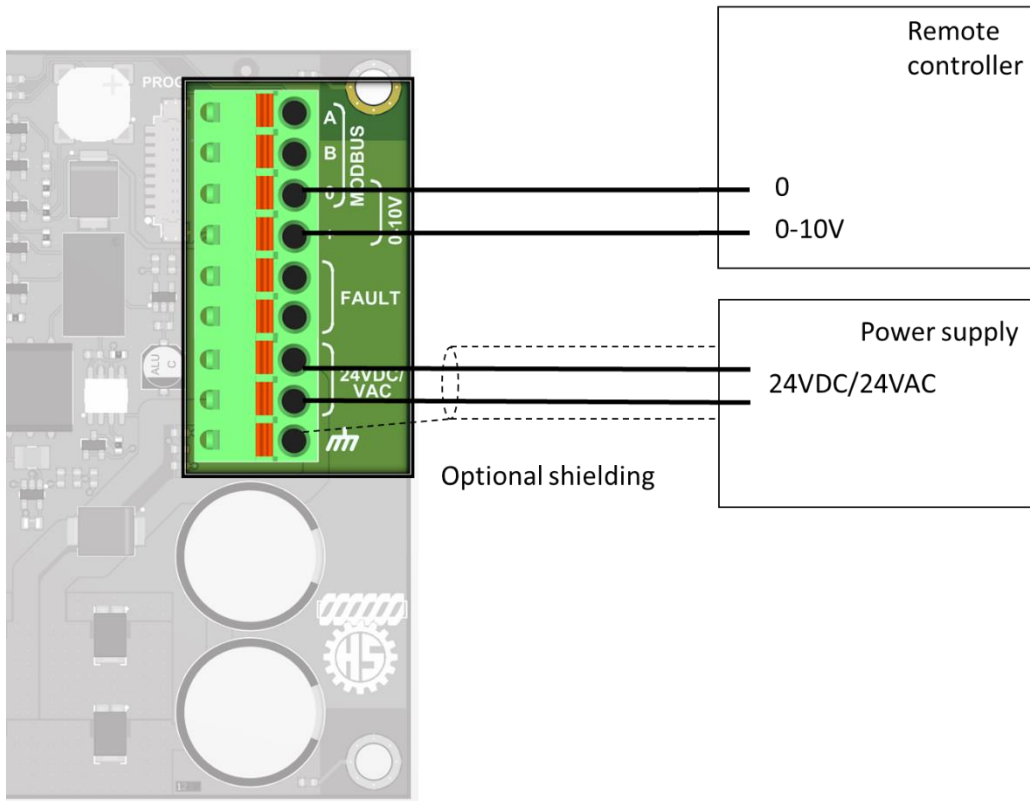 Remote
controller
A
B
MODBUS
0-10V
FAULT
24VDC/
VAC
0
0-10V
Power supply
24VDC/24VAC
Optional shielding
ALU
C
HS